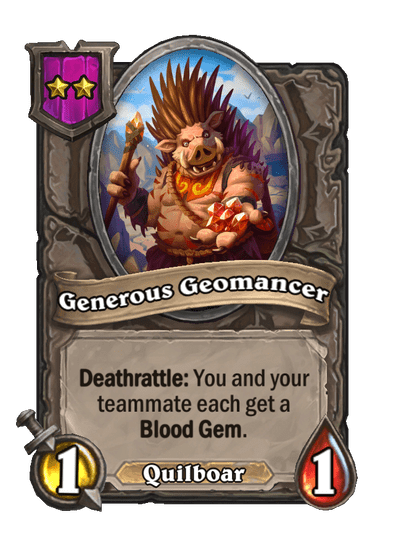 Generous Geomancer
Deathrattle: You and your
teammate each get a
Blood Gem.
1
Quilboar
1